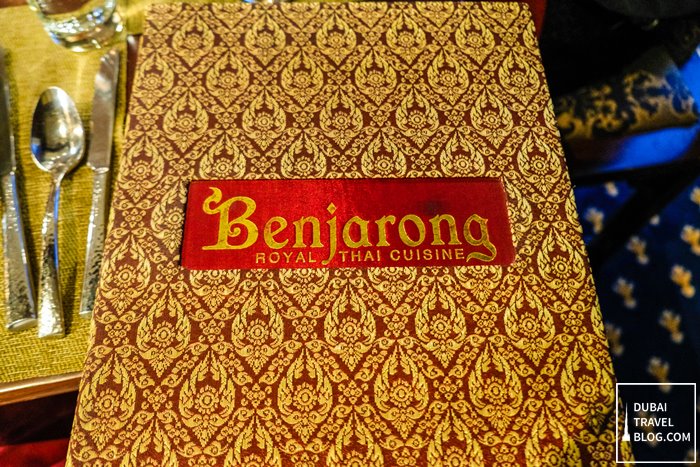 Benjarong
ROYAL THAI CUISINE
DUBAI
TRAVEL
BLOG.COM